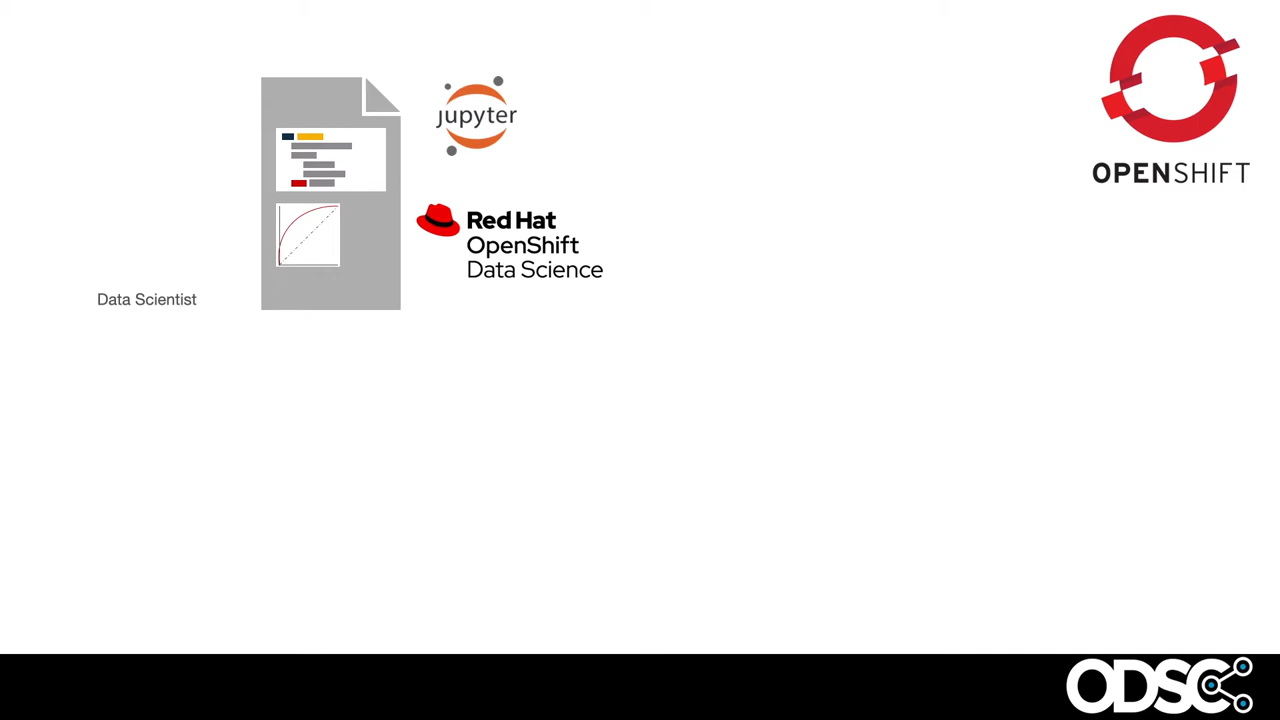 jupyter
OPENSHIFT
Red Hat
OpenShift
Data Science
Data Scientist
ODSC